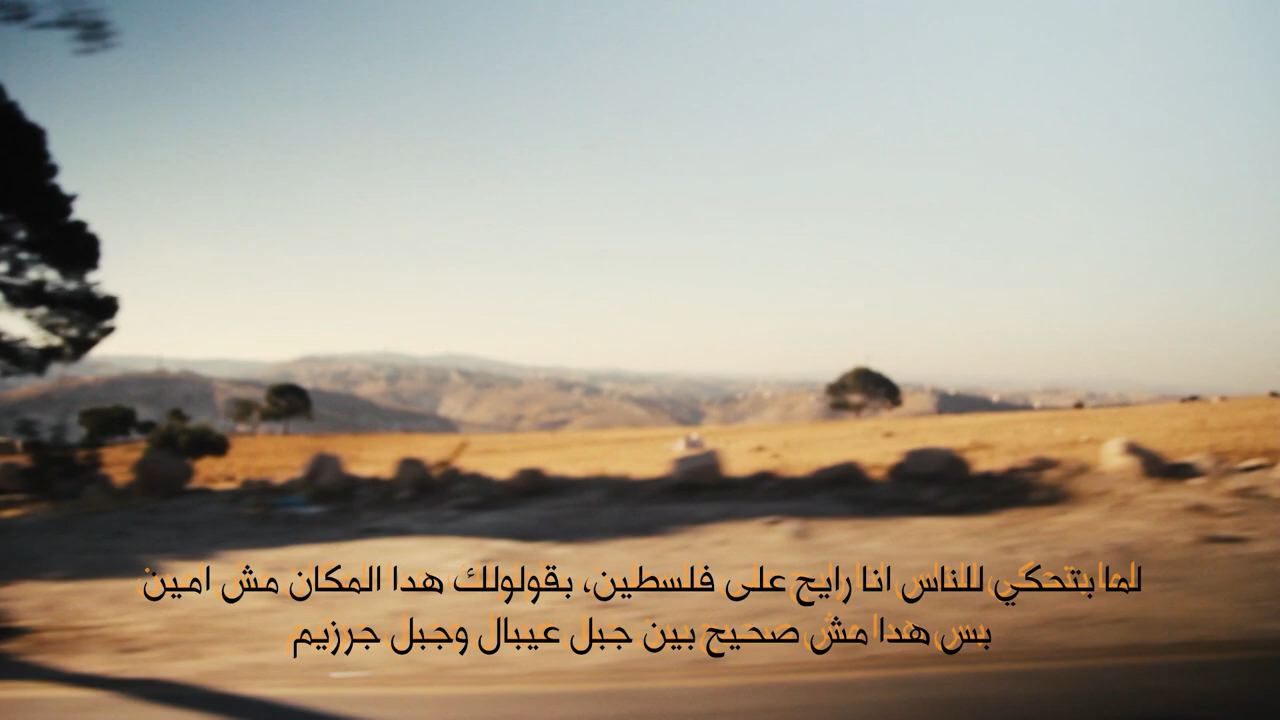 لما بتحكي للناس انا رايح على فلسطين، بقولولك هدا المكان مش امين
بس هدا مش صحيح بين جبل عيبال وجبل جرزيم